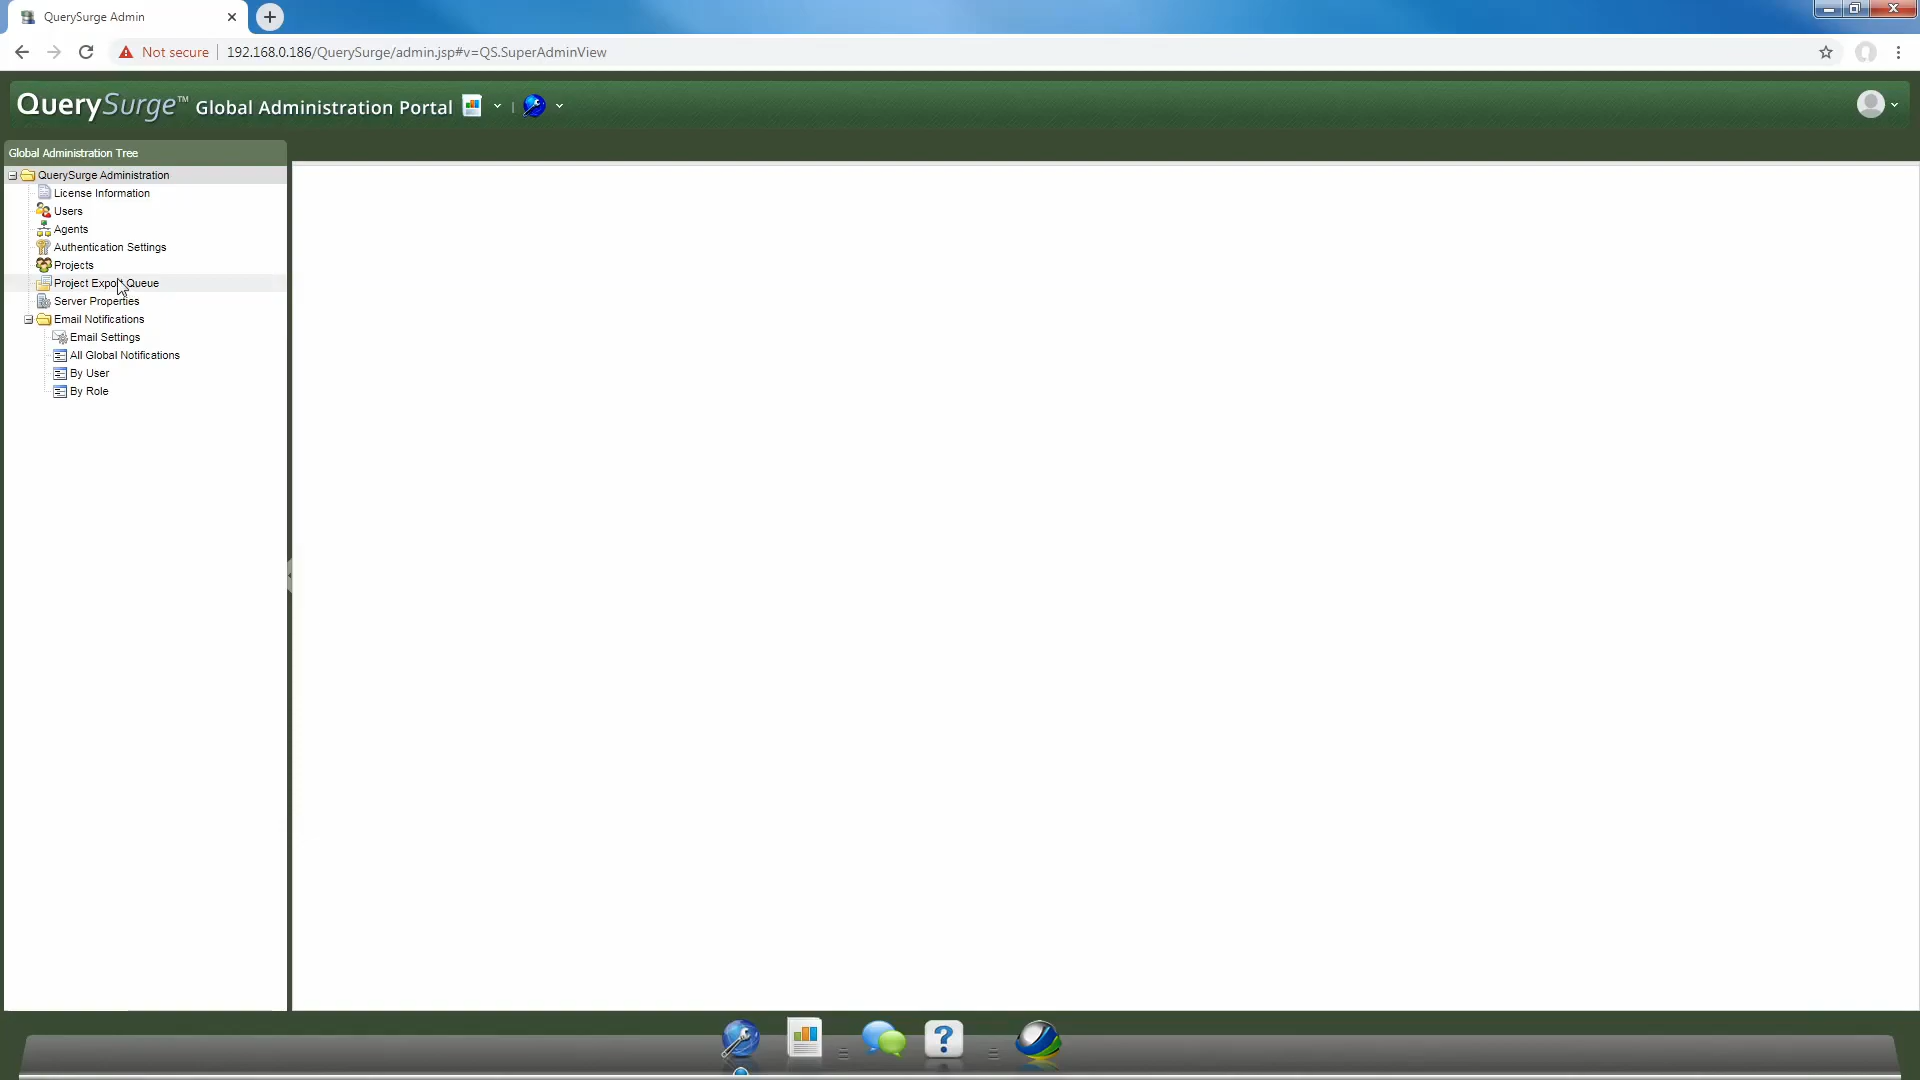 QuerySurge Admin
Not secure 192.168.0.186/QuerySurge/admin.jsp#v=QS.SuperAdminView
QuerySurge™ Global Administration Portal
Global Administration Tree
QuerySurge Administration
License Information
Users
Agents
Authentication Settings
Projects
Project Export Queue
Server Properties
Email Notifications
Email Settings
All Global Notifications
By User
By Role
?